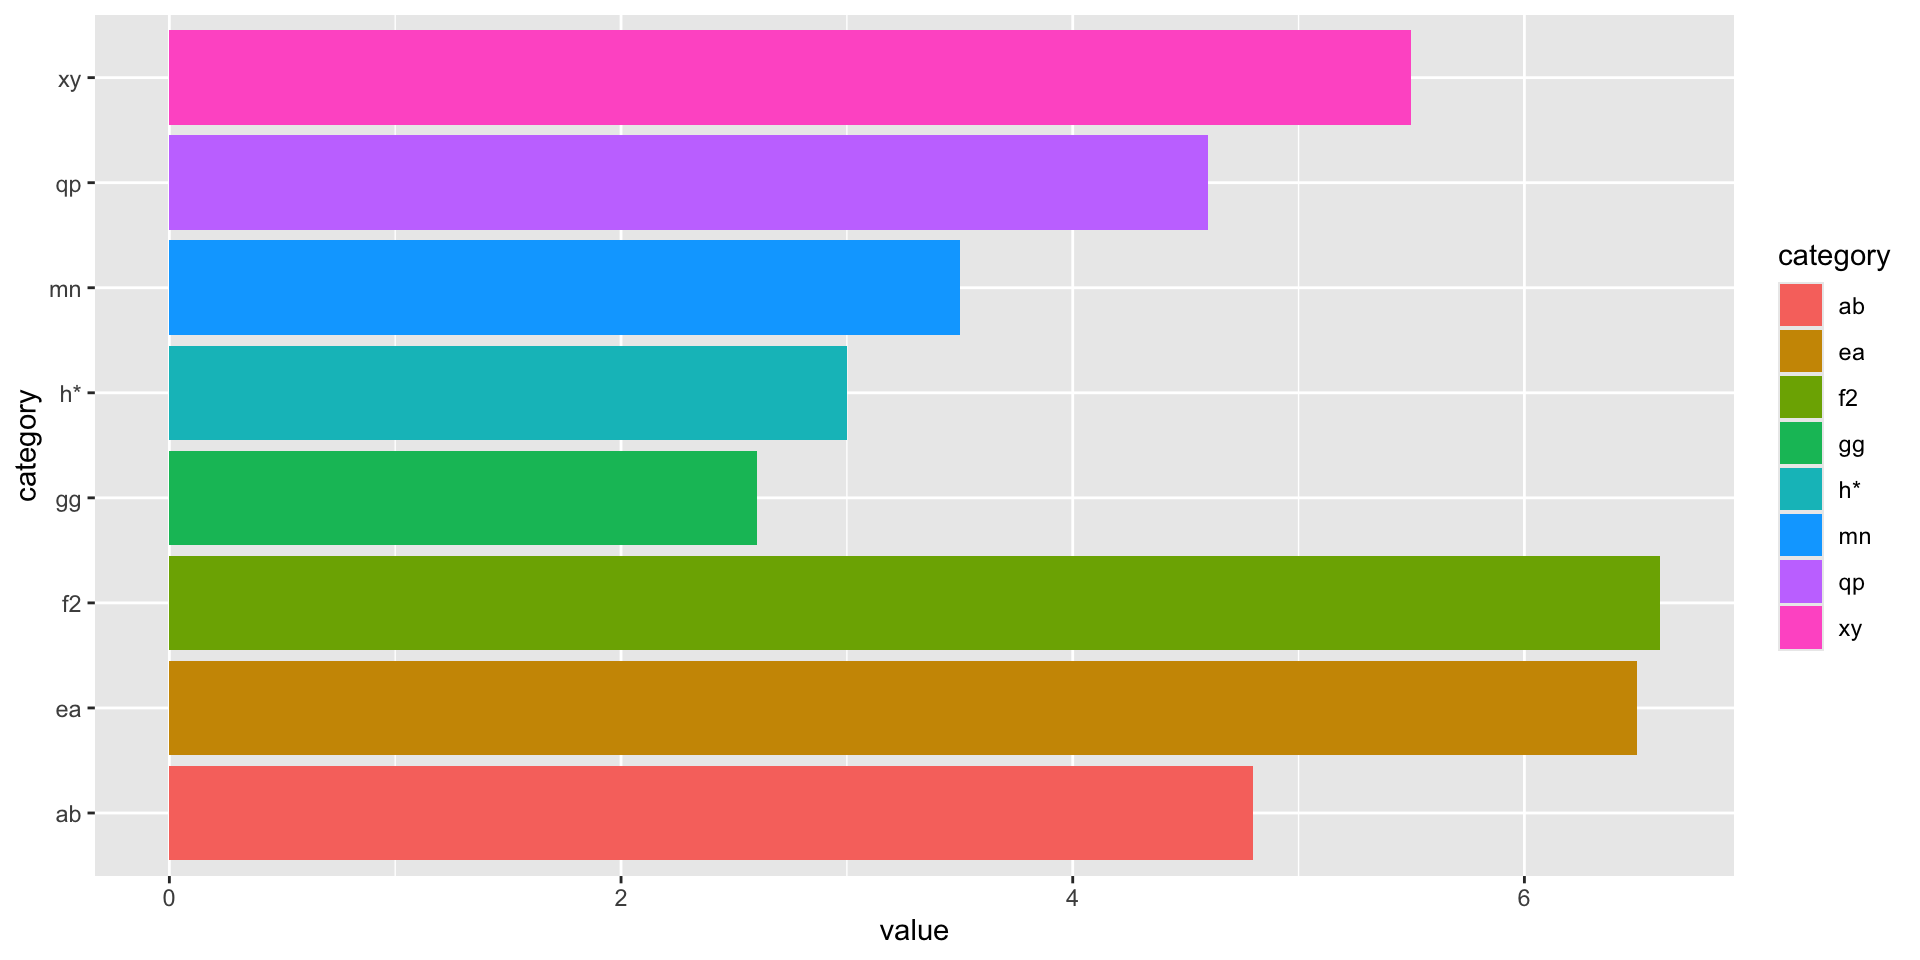 xy
qp
mn
h*
gg
f2
ea
ab
category
0 2 4 6
value
category
ab
ea
f2
gg
h*
mn
qp
xy